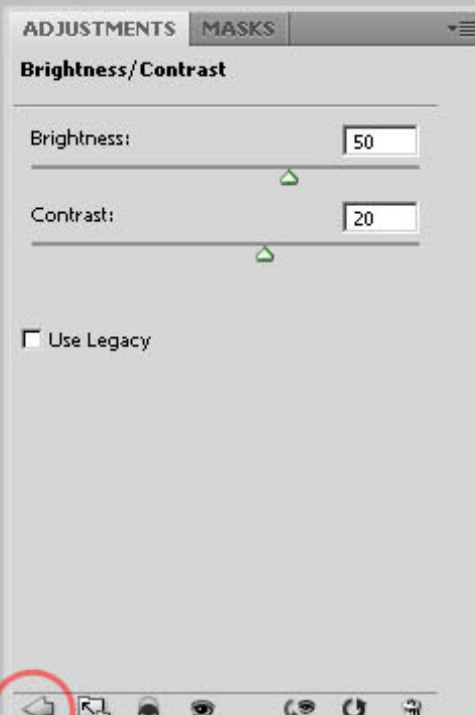 ADJUSTMENTS MASKS
Brightness/Contrast
Brightness: 50
Contrast: 20
Use Legacy